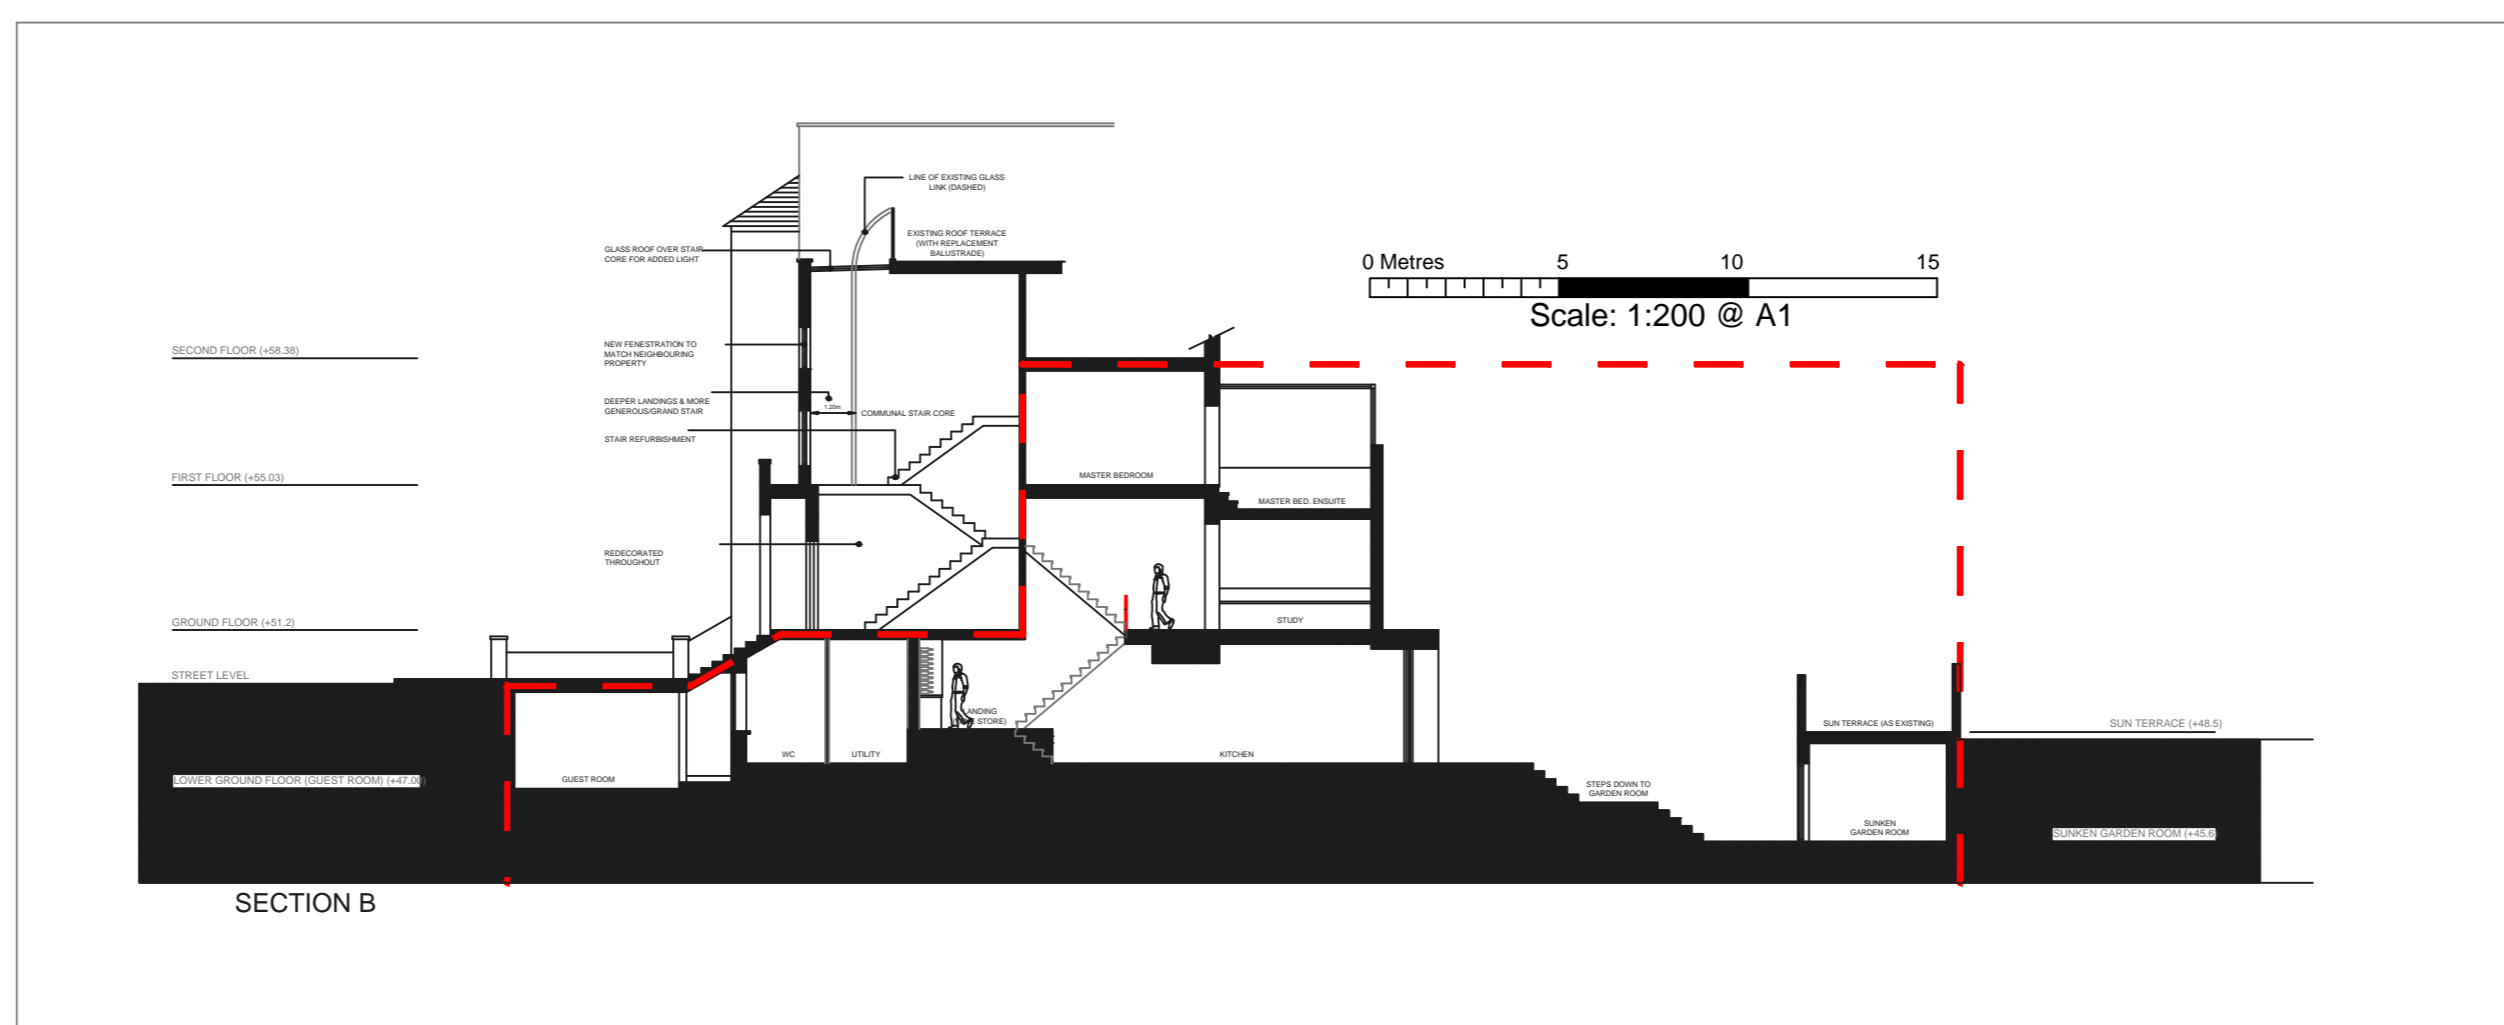 LINE OF EXISTING GLASS
LINK (DASHED)
GLASS ROOF OVER STAIR
CORE FOR ADDED LIGHT
EXISTING ROOF TERRACE
(WITH REPLACEMENT
BALUSTRADE)
0 Metres 5 10 15
Scale: 1:200 @ A1
SECOND FLOOR (+58.38)
NEW FENESTRATION TO
MATCH NEIGHBOURING
PROPERTY
DEEPER LANDINGS & MORE
GENEROUS/GRAND STAIR
1.20m
COMMUNAL STAIR CORE
STAIR REFURBISHMENT
FIRST FLOOR (+55.03)
MASTER BEDROOM
MASTER BED. ENSUITE
REDECORATED
THROUGHOUT
GROUND FLOOR (+51.2)
STUDY
STREET LEVEL
LANDING
STORE)
SUN TERRACE (AS EXISTING)
SUN TERRACE (+48.5)
WC
UTILITY
KITCHEN
LOWER GROUND FLOOR (GUEST ROOM) (+47.00)
GUEST ROOM
STEPS DOWN TO
GARDEN ROOM
SUNKEN
GARDEN ROOM
SUNKEN GARDEN ROOM (+45.6)
SECTION B